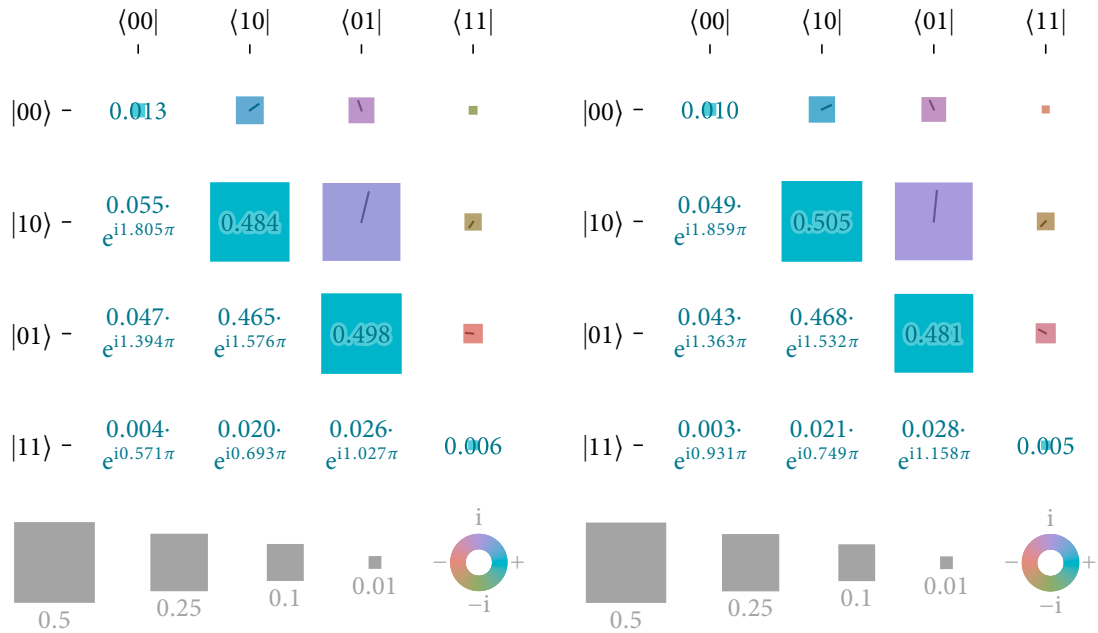 ⟨00| ⟨10| ⟨01| ⟨11| ⟨00| ⟨10| ⟨01| ⟨11|
|00⟩ 0.013 |00⟩ 0.010
|10⟩ 0.055· 0.484 |10⟩ 0.049· 0.505
e^{i1.805π} e^{i1.859π}
|01⟩ 0.047· 0.465· 0.498 |01⟩ 0.043· 0.468· 0.481
e^{i1.394π} e^{i1.576π} e^{i1.363π} e^{i1.532π}
|11⟩ 0.004· 0.020· 0.026· 0.006 |11⟩ 0.003· 0.021· 0.028· 0.005
e^{i0.571π} e^{i0.693π} e^{i1.027π} e^{i0.931π} e^{i0.749π} e^{i1.158π}
i i
− + − +
0.5 0.25 0.1 0.01 −i 0.5 0.25 0.1 0.01 −i